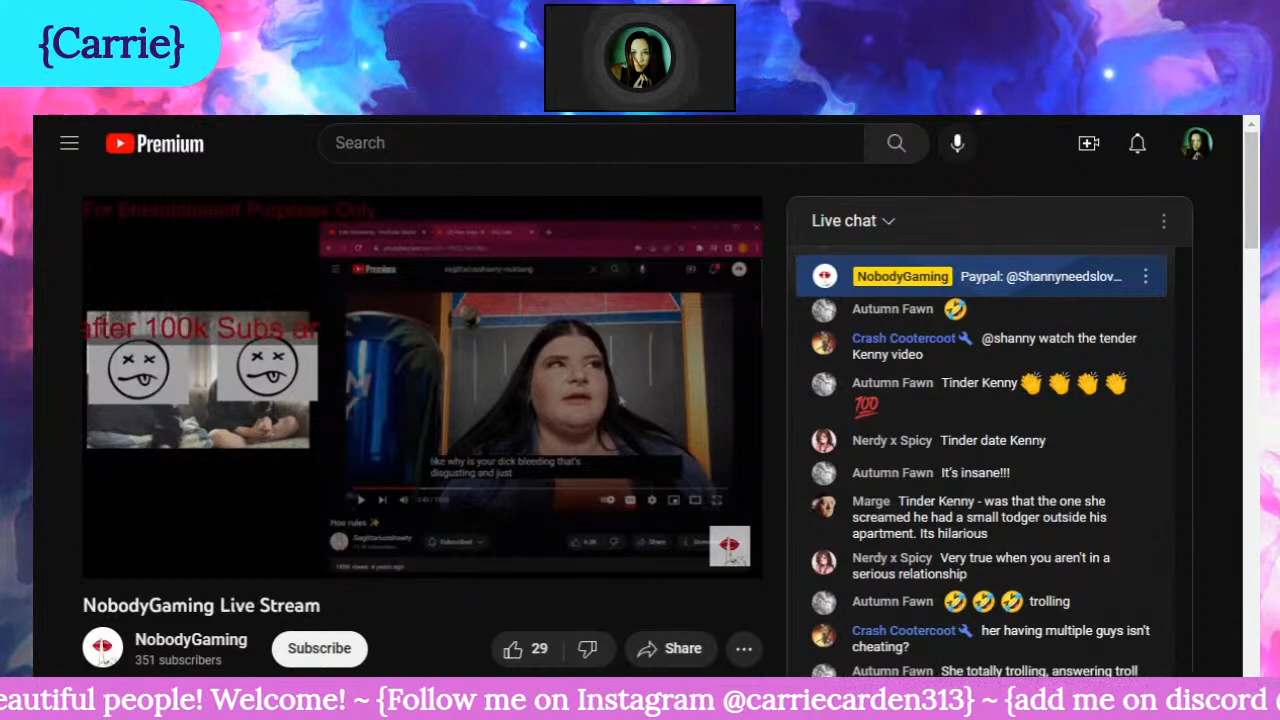 {Carrie}
Premium
Search
For Entertainment Purposes Only
after 100k Subs ar
Premium
like why is your dick bleeding that's
disgusting and just
Hoe rules ✨
Sagittariusshawty
Subscribed
Share
NobodyGaming Live Stream
NobodyGaming
351 subscribers
Subscribe
29
Share
Live chat
NobodyGaming Paypal: @Shannyneedslov...
Autumn Fawn 🤣
Crash Cootercoot @shanny watch the tender
Kenny video
Autumn Fawn Tinder Kenny 👏 👏 👏 👏
💯
Nerdy x Spicy Tinder date Kenny
Autumn Fawn It's insane!!!
Marge Tinder Kenny - was that the one she
screamed he had a small todger outside his
apartment. Its hilarious
Nerdy x Spicy Very true when you aren't in a
serious relationship
Autumn Fawn 🤣 🤣 🤣 trolling
Crash Cootercoot her having multiple guys isn't
cheating?
Autumn Fawn She totally trolling, answering troll
eautiful people! Welcome! ~ {Follow me on Instagram @carriecarden313} ~ {add me on discord